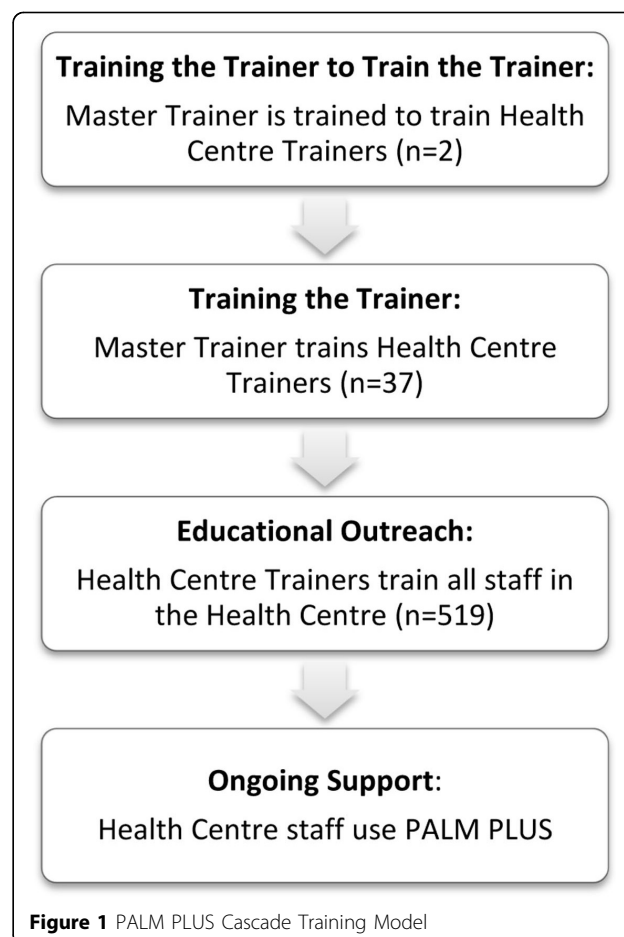 Training the Trainer to Train the Trainer:
Master Trainer is trained to train Health
Centre Trainers (n=2)
Training the Trainer:
Master Trainer trains Health Centre
Trainers (n=37)
Educational Outreach:
Health Centre Trainers train all staff in
the Health Centre (n=519)
Ongoing Support:
Health Centre staff use PALM PLUS
Figure 1 PALM PLUS Cascade Training Model